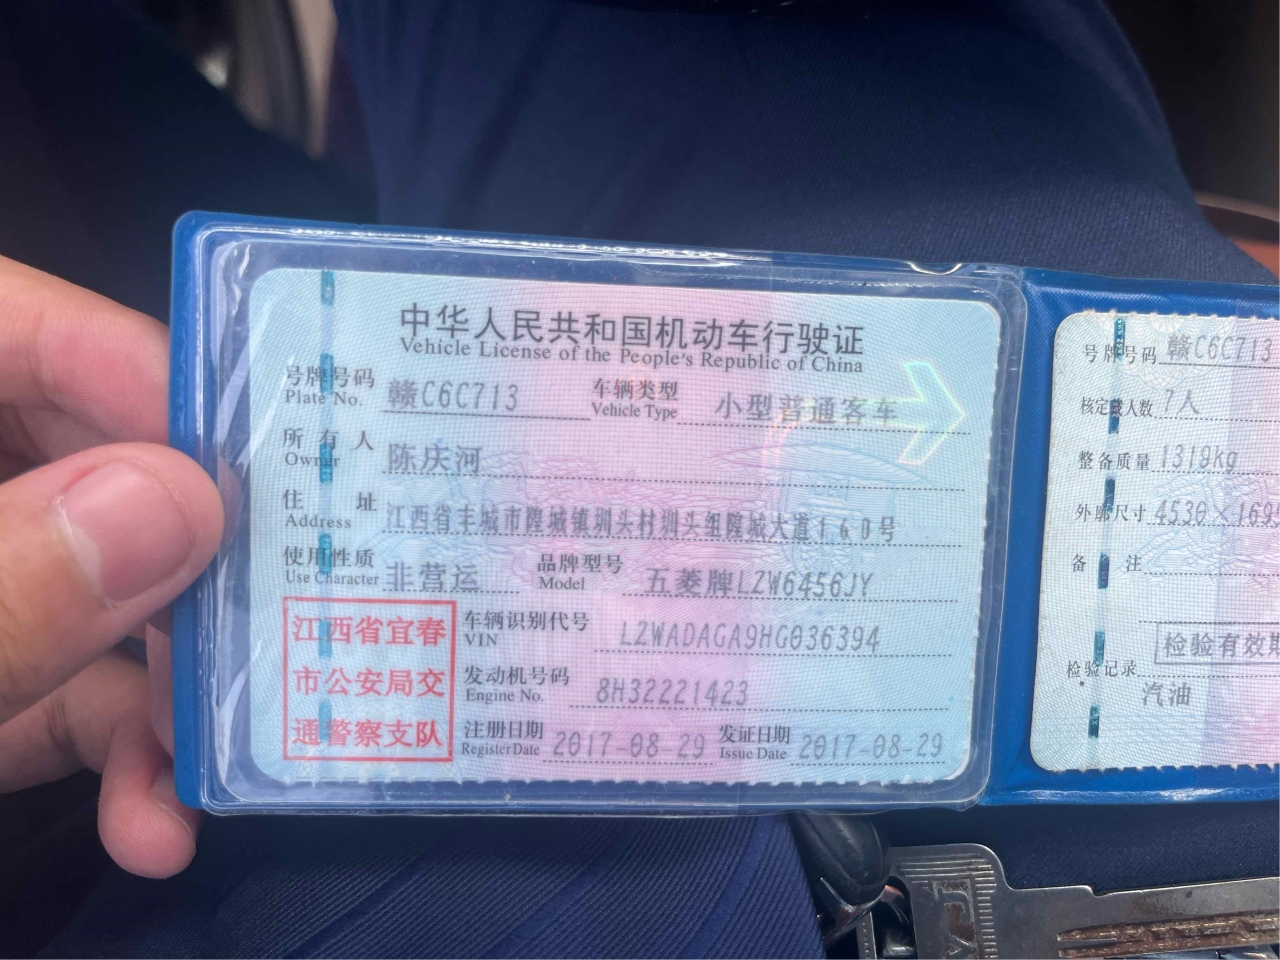 中华人民共和国机动车行驶证
Vehicle License of the People's Republic of China
号牌号码 赣C6C713 车辆类型 小型普通客车
Plate No. Vehicle Type
所有人 陈庆河
Owner
住址 江西省丰城市隍城镇圳头村圳头组隍城大道160号
Address
使用性质 非营运 品牌型号 五菱牌LZW6456JY
Use Character Model
江西省宜春
市公安局交
通警察支队
车辆识别代号 LZWADAGA9HG036394
VIN
发动机号码 8H32221423
Engine No.
注册日期 2017-08-29 发证日期 2017-08-29
Register Date Issue Date
号牌号码 赣C6C713
核定载人数 7人
整备质量 1319kg
外廓尺寸 4530×169
备注
检验有效期
检验记录
汽油